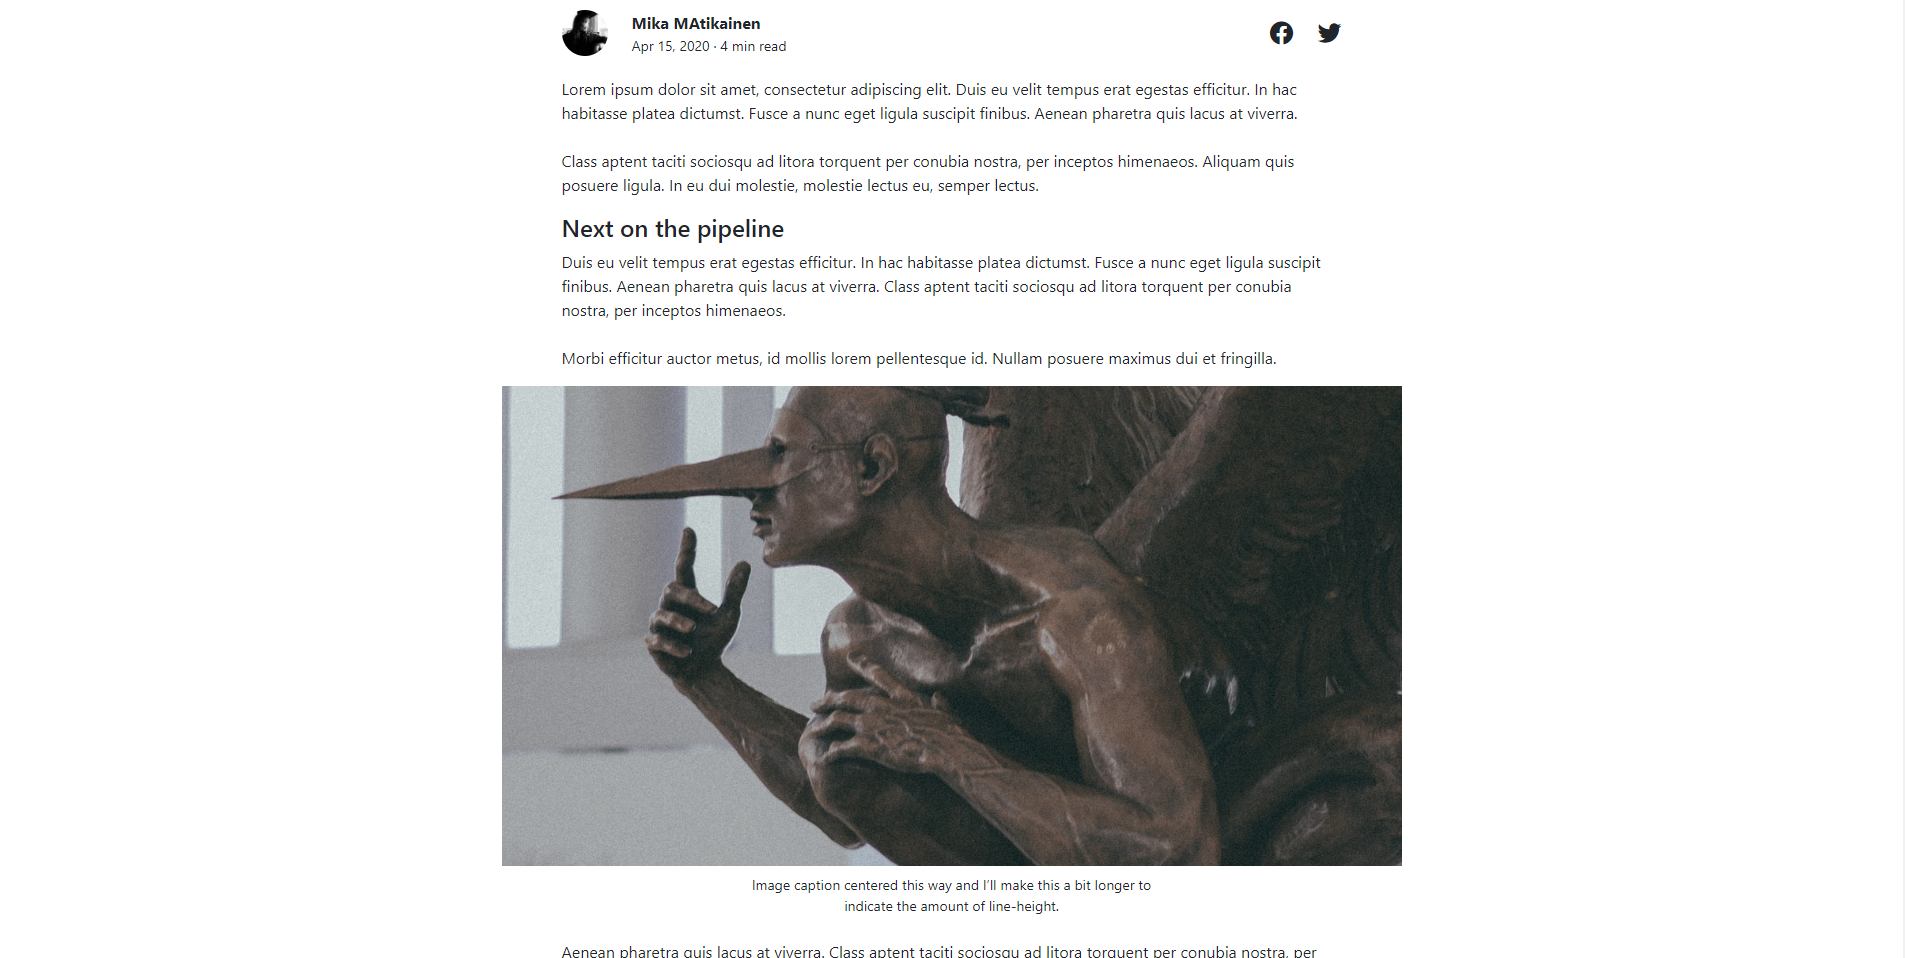 Mika MAtikainen
Apr 15, 2020 · 4 min read
Lorem ipsum dolor sit amet, consectetur adipiscing elit. Duis eu velit tempus erat egestas efficitur. In hac
habitasse platea dictumst. Fusce a nunc eget ligula suscipit finibus. Aenean pharetra quis lacus at viverra.
Class aptent taciti sociosqu ad litora torquent per conubia nostra, per inceptos himenaeos. Aliquam quis
posuere ligula. In eu dui molestie, molestie lectus eu, semper lectus.
Next on the pipeline
Duis eu velit tempus erat egestas efficitur. In hac habitasse platea dictumst. Fusce a nunc eget ligula suscipit
finibus. Aenean pharetra quis lacus at viverra. Class aptent taciti sociosqu ad litora torquent per conubia
nostra, per inceptos himenaeos.
Morbi efficitur auctor metus, id mollis lorem pellentesque id. Nullam posuere maximus dui et fringilla.
Image caption centered this way and I'll make this a bit longer to
indicate the amount of line-height.
Aenean pharetra quis lacus at viverra. Class aptent taciti sociosqu ad litora torquent per conubia nostra, per